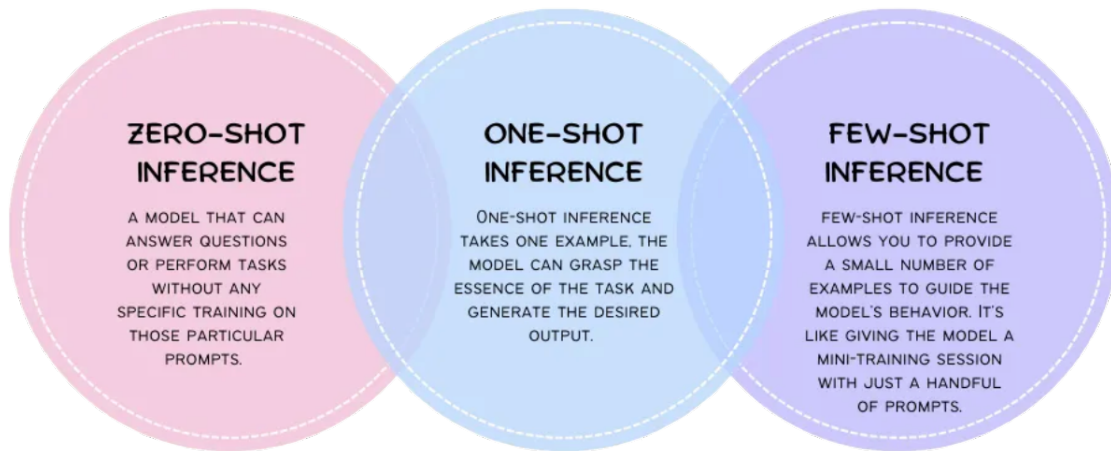 ZERO-SHOT
INFERENCE
A MODEL THAT CAN
ANSWER QUESTIONS
OR PERFORM TASKS
WITHOUT ANY
SPECIFIC TRAINING ON
THOSE PARTICULAR
PROMPTS.
ONE-SHOT
INFERENCE
ONE-SHOT INFERENCE
TAKES ONE EXAMPLE, THE
MODEL CAN GRASP THE
ESSENCE OF THE TASK AND
GENERATE THE DESIRED
OUTPUT.
FEW-SHOT
INFERENCE
FEW-SHOT INFERENCE
ALLOWS YOU TO PROVIDE
A SMALL NUMBER OF
EXAMPLES TO GUIDE THE
MODEL'S BEHAVIOR. IT'S
LIKE GIVING THE MODEL A
MINI-TRAINING SESSION
WITH JUST A HANDFUL
OF PROMPTS.